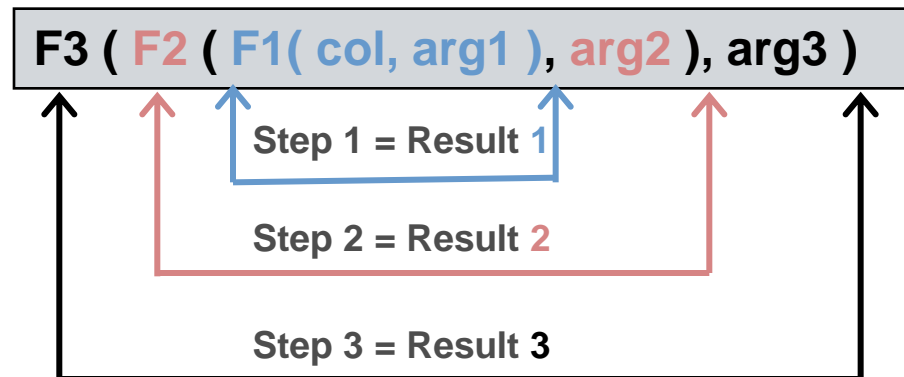 F3 ( F2 ( F1( col, arg1 ), arg2 ), arg3 )
Step 1 = Result 1
Step 2 = Result 2
Step 3 = Result 3